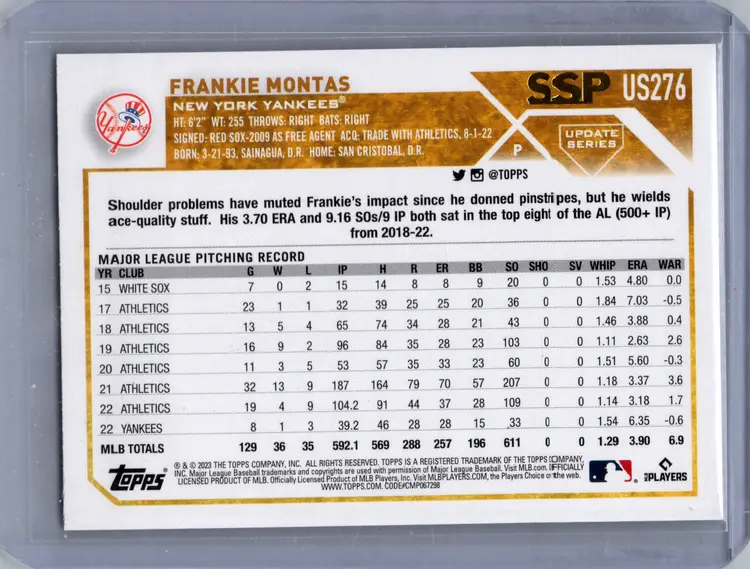 FRANKIE MONTAS
NEW YORK YANKEES®
HT: 6'2" WT: 255 THROWS: RIGHT BATS: RIGHT
SIGNED: RED SOX-2009 AS FREE AGENT ACQ: TRADE WITH ATHLETICS, 8-1-22
BORN: 3-21-93, SAINAGUA, D.R. HOME: SAN CRISTOBAL, D.R.
SSP US276
P
UPDATE
SERIES
Yankees
@TOPPS
Shoulder problems have muted Frankie's impact since he donned pinstripes, but he wields
ace-quality stuff. His 3.70 ERA and 9.16 SOs/9 IP both sat in the top eight of the AL (500+ IP)
from 2018-22.
MAJOR LEAGUE PITCHING RECORD
YR CLUB G W L IP H R ER BB SO SHO SV WHIP ERA WAR
15 WHITE SOX 7 0 2 15 14 8 8 9 20 0 0 1.53 4.80 0.0
17 ATHLETICS 23 1 1 32 39 25 25 20 36 0 0 1.84 7.03 -0.5
18 ATHLETICS 13 5 4 65 74 34 28 21 43 0 0 1.46 3.88 0.4
19 ATHLETICS 16 9 2 96 84 35 28 23 103 0 0 1.11 2.63 2.6
20 ATHLETICS 11 3 5 53 57 35 33 23 60 0 0 1.51 5.60 -0.3
21 ATHLETICS 32 13 9 187 164 79 70 57 207 0 0 1.18 3.37 3.6
22 ATHLETICS 19 4 9 104.2 91 44 37 28 109 0 0 1.14 3.18 1.7
22 YANKEES 8 1 3 39.2 46 28 28 15 33 0 0 1.54 6.35 -0.6
MLB TOTALS 129 36 35 592.1 569 288 257 196 611 0 0 1.29 3.90 6.9
Topps®
® & © 2023 THE TOPPS COMPANY, INC. ALL RIGHTS RESERVED. TOPPS IS A REGISTERED TRADEMARK OF THE TOPPS COMPANY,
INC. Major League Baseball trademarks and copyrights are used with permission of Major League Baseball. Visit MLB.com. OFFICIALLY
LICENSED PRODUCT OF MLB Players, Inc. Visit MLBPLAYERS.COM, the Players Choice on the web.
WWW.TOPPS.COM. CODE#CMP067298
PLAYERS